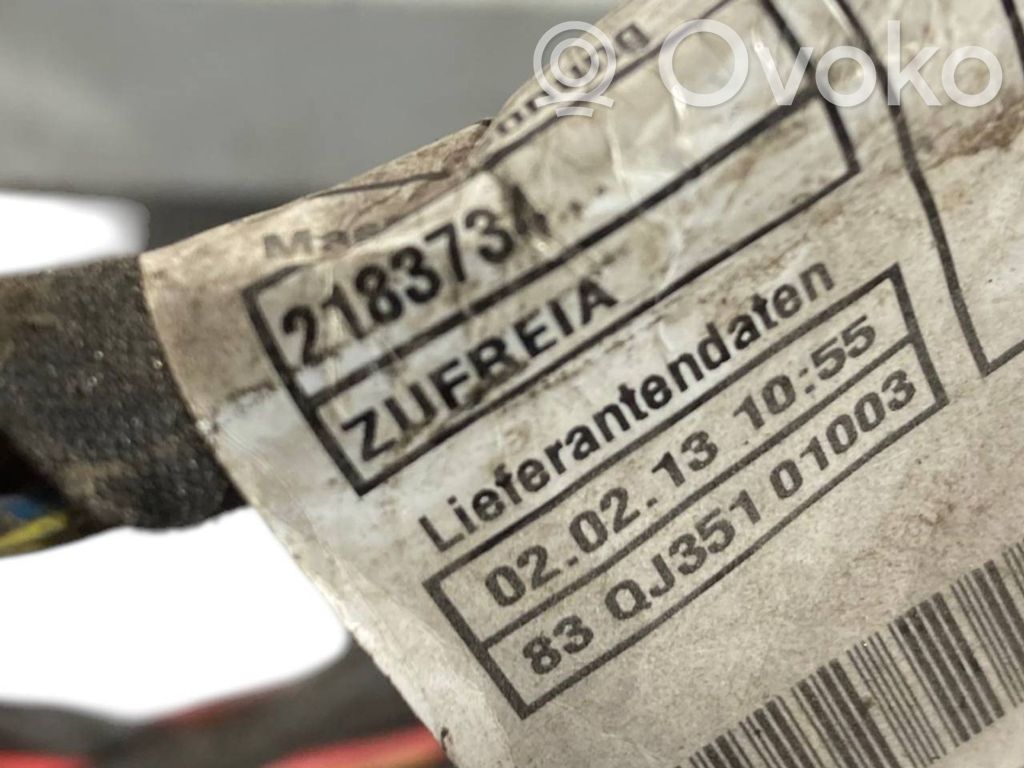 Ovoko
2183734
ZUFREIA
Lieferantendaten
02.02.13 10:55
83 QJ351 01003